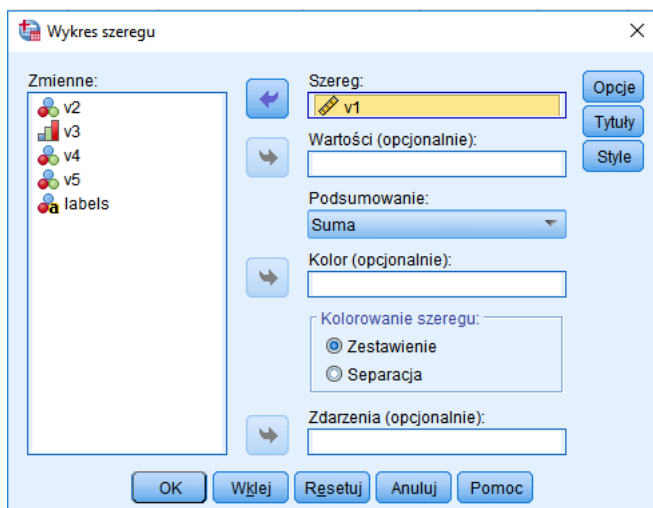 Wykres szeregu
Zmienne:
v2
v3
v4
v5
labels
Szereg:
v1
Wartości (opcjonalnie):
Podsumowanie:
Suma
Kolor (opcjonalnie):
Kolorowanie szeregu:
Zestawienie
Separacja
Zdarzenia (opcjonalnie):
Opcje
Tytuły
Style
OK
Wklej
Resetuj
Anuluj
Pomoc